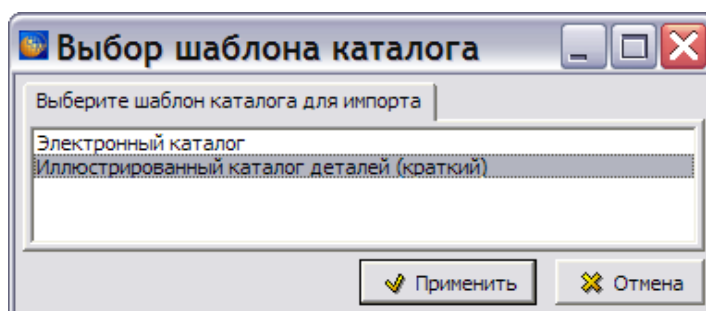 Выбор шаблона каталога
Выберите шаблон каталога для импорта
Электронный каталог
Иллюстрированный каталог деталей (краткий)
Применить
Отмена